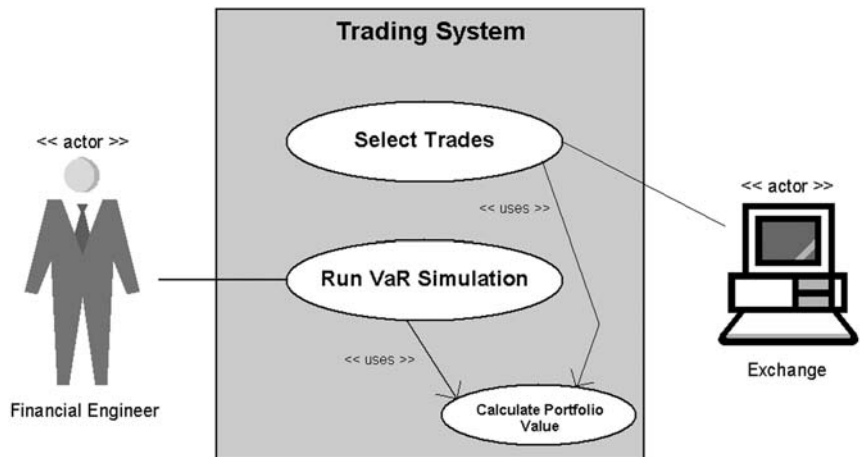 Trading System
<< actor >>
Select Trades
<< actor >>
<< uses >>
Run VaR Simulation
<< uses >>
Exchange
Financial Engineer
Calculate Portfolio
Value